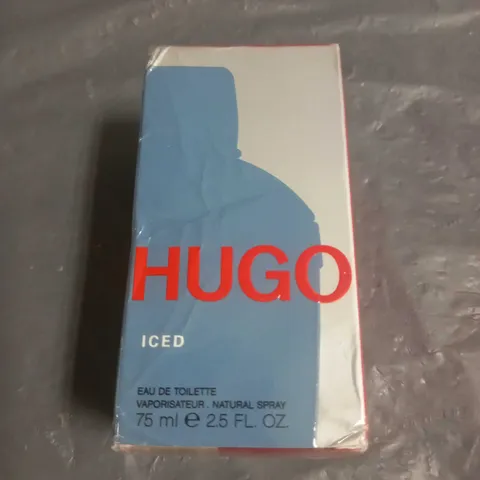 HUGO
ICED
EAU DE TOILETTE
VAPORISATEUR . NATURAL SPRAY
75 ml ℮ 2.5 FL. OZ.